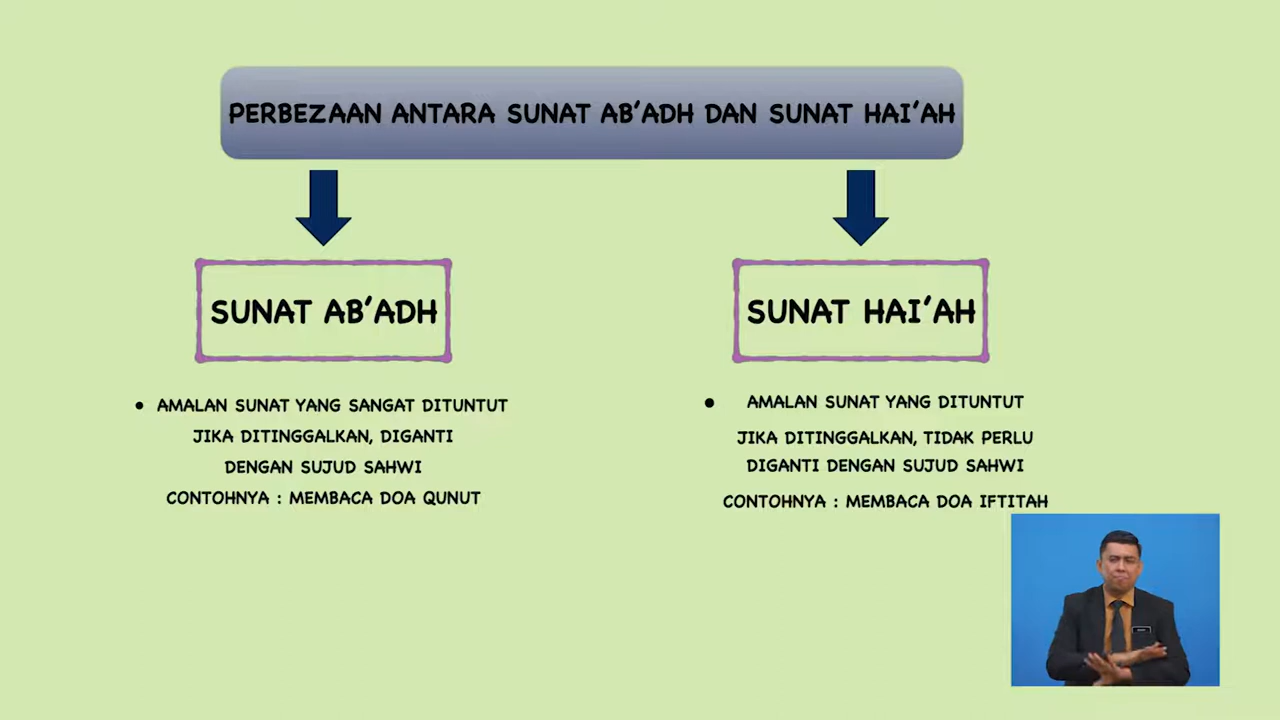 PERBEZAAN ANTARA SUNAT AB'ADH DAN SUNAT HAI'AH
SUNAT AB'ADH
• AMALAN SUNAT YANG SANGAT DITUNTUT
JIKA DITINGGALKAN, DIGANTI
DENGAN SUJUD SAHWI
CONTOHNYA : MEMBACA DOA QUNUT
SUNAT HAI'AH
• AMALAN SUNAT YANG DITUNTUT
JIKA DITINGGALKAN, TIDAK PERLU
DIGANTI DENGAN SUJUD SAHWI
CONTOHNYA : MEMBACA DOA IFTITAH